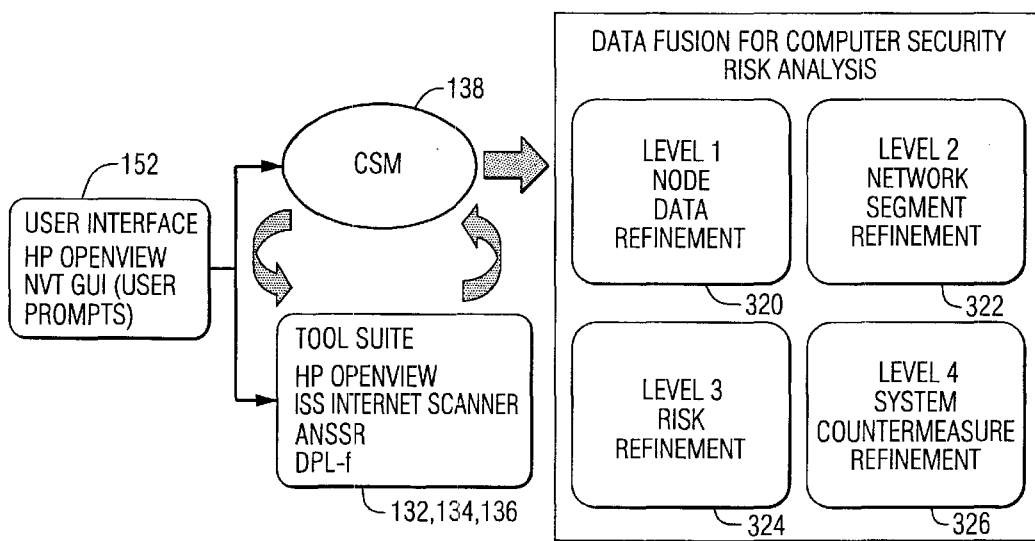 152
USER INTERFACE
HP OPENVIEW
NVT GUI (USER
PROMPTS)
138
CSM
TOOL SUITE
HP OPENVIEW
ISS INTERNET SCANNER
ANSSR
DPL-f
132,134,136
DATA FUSION FOR COMPUTER SECURITY
RISK ANALYSIS
LEVEL 1
NODE
DATA
REFINEMENT
320
LEVEL 2
NETWORK
SEGMENT
REFINEMENT
322
LEVEL 3
RISK
REFINEMENT
324
LEVEL 4
SYSTEM
COUNTERMEASURE
REFINEMENT
326